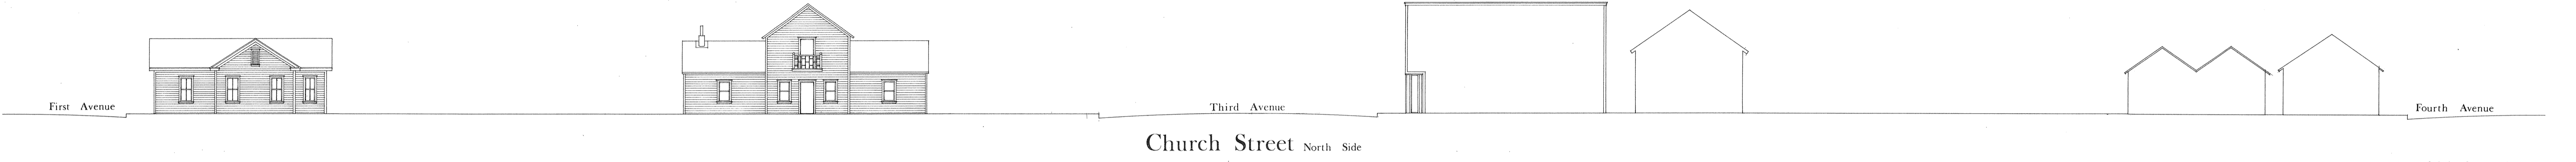 First Avenue
Third Avenue
Fourth Avenue
Church Street North Side